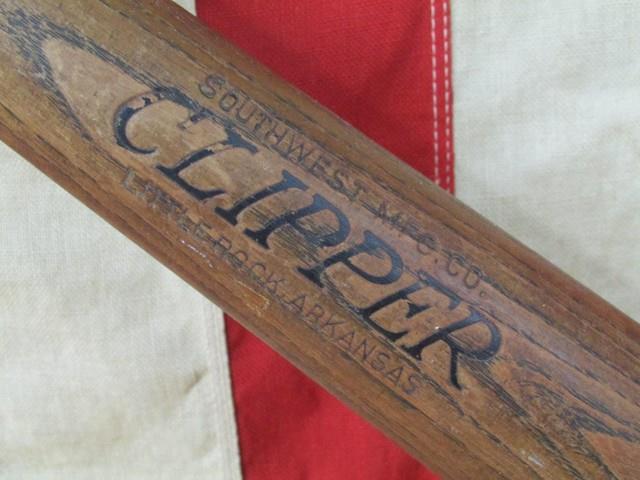 SOUTHWEST MFG. CO.
CLIPPER
LITTLE ROCK, ARKANSAS